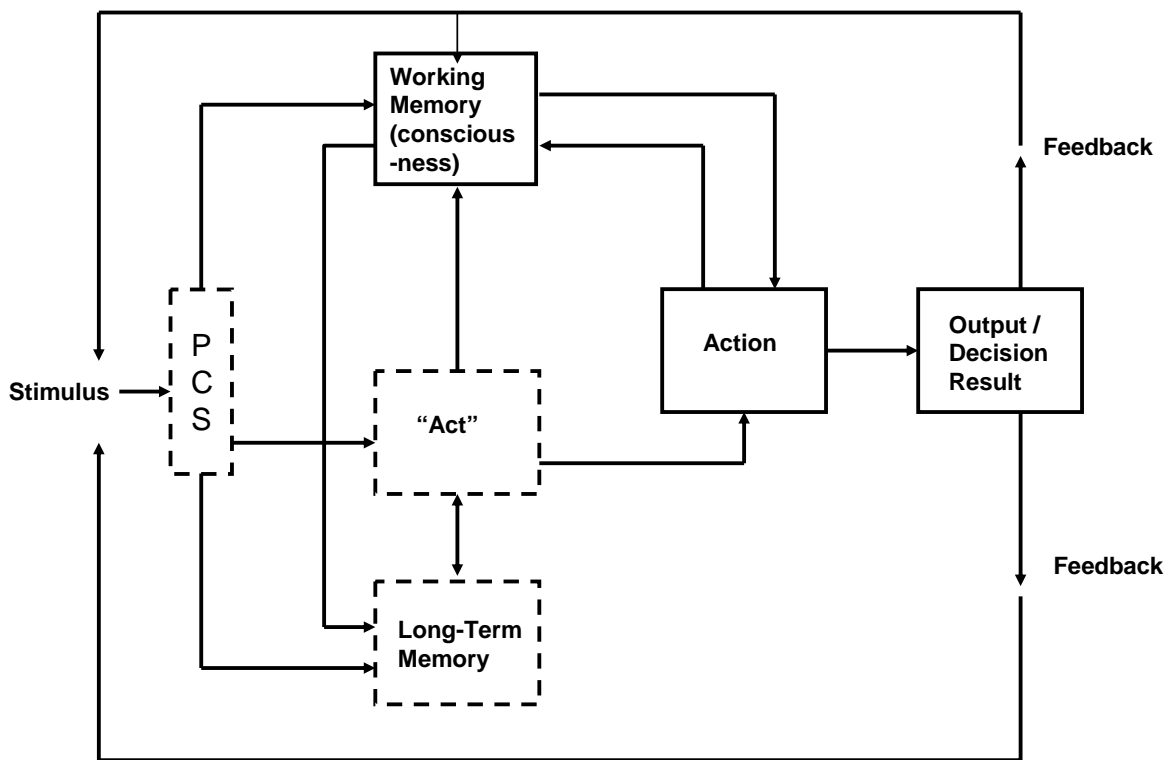 Working
Memory
(conscious
-ness)
Feedback
P
C
S
Stimulus
“Act”
Action
Output /
Decision
Result
Feedback
Long-Term
Memory